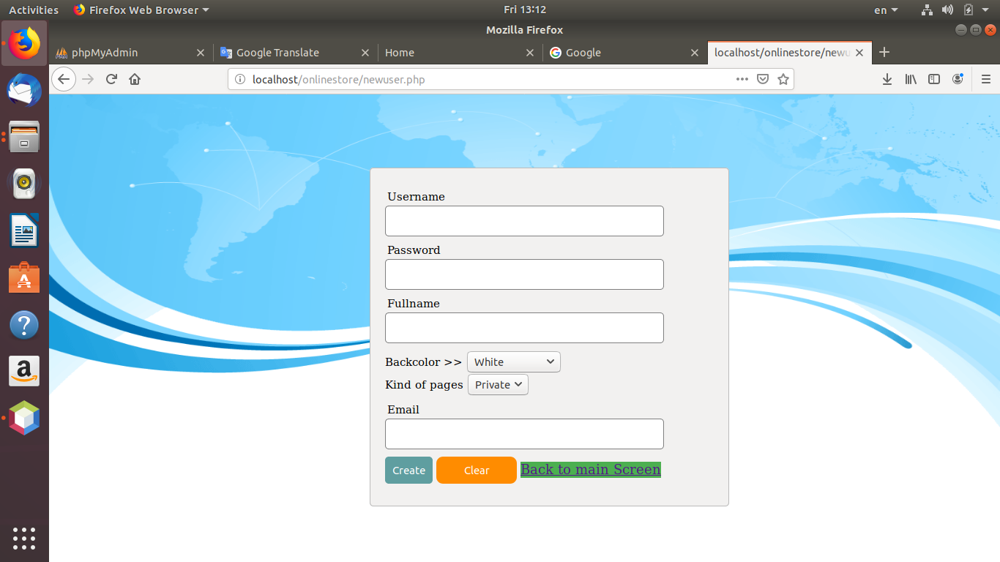 Activities Firefox Web Browser Fri 13:12 en
Mozilla Firefox
phpMyAdmin Google Translate Home Google localhost/onlinestore/newu
localhost/onlinestore/newuser.php
Username
Password
Fullname
Backcolor >> White
Kind of pages Private
Email
Create Clear Back to main Screen